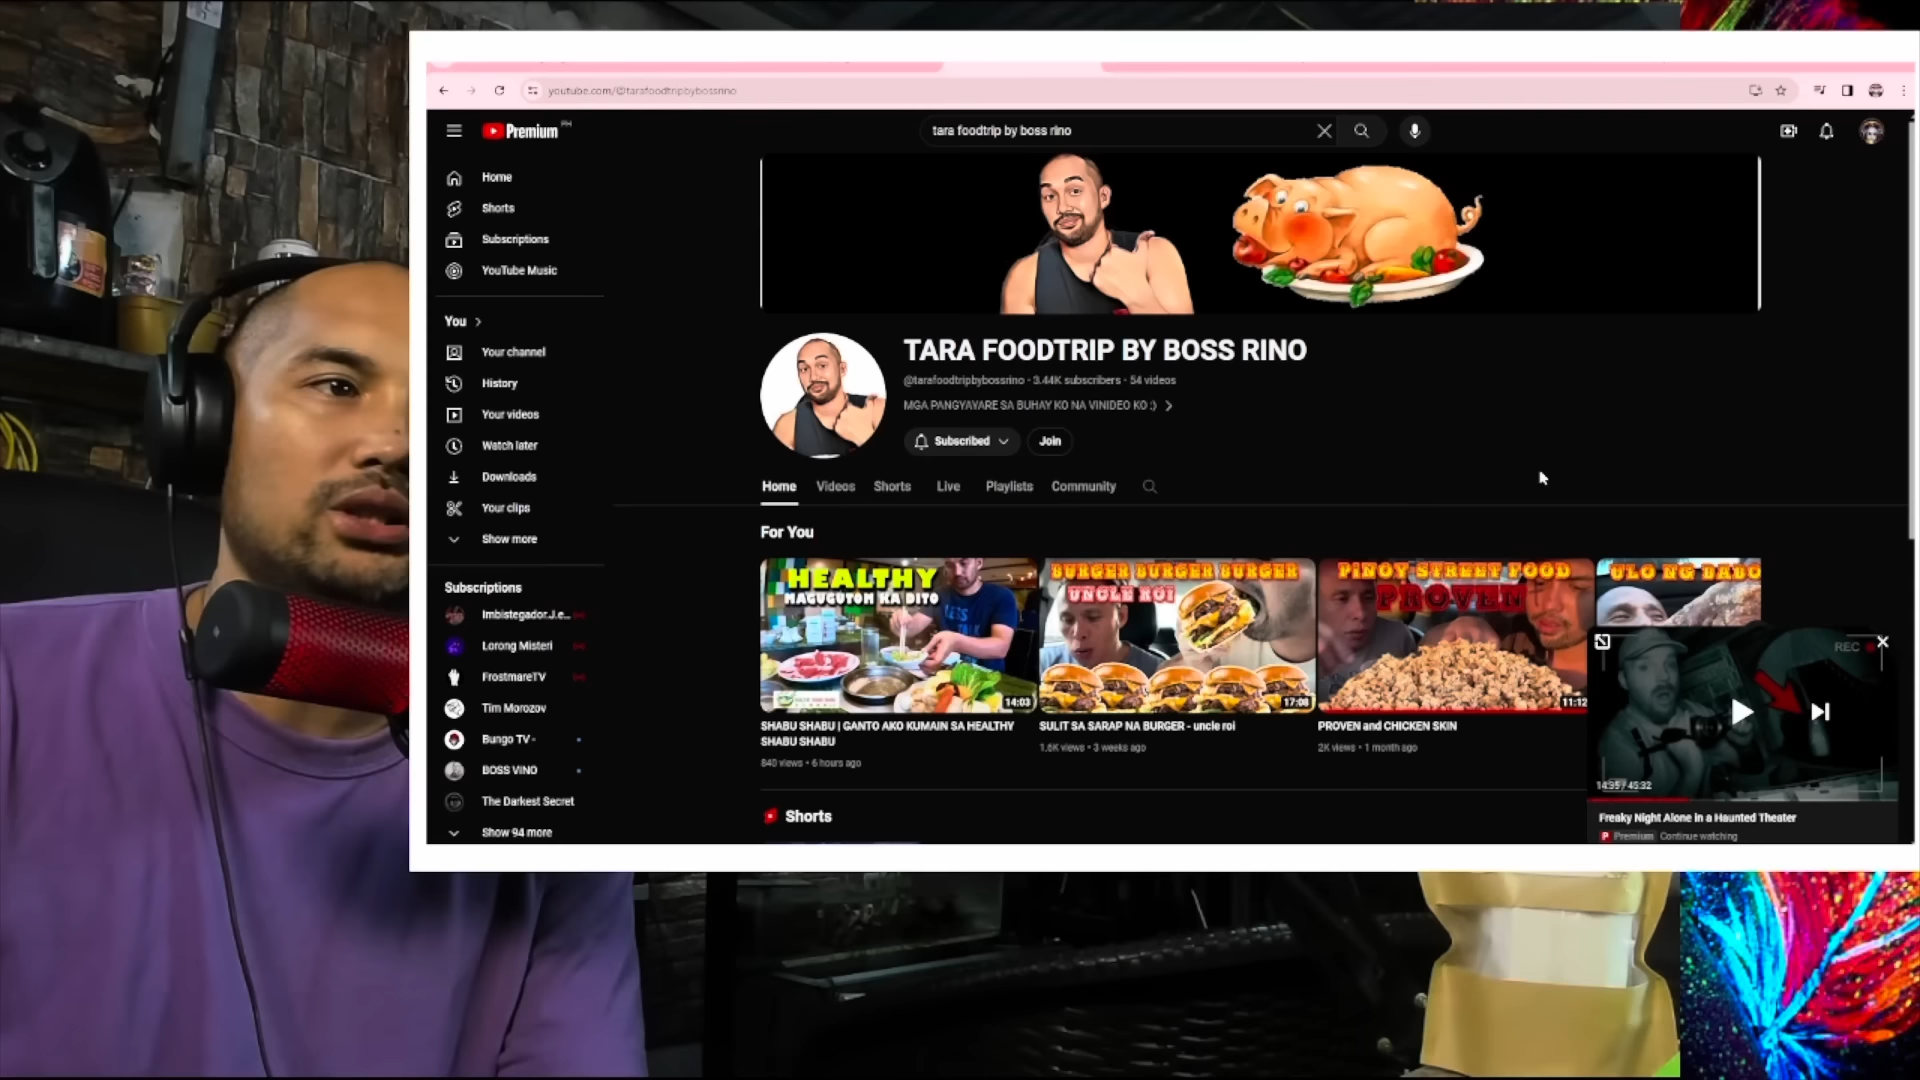 youtube.com/@tarafoodtripbybossrino
Premium PH
tara foodtrip by boss rino
Home
Shorts
Subscriptions
YouTube Music
You
Your channel
History
Your videos
Watch later
Downloads
Your clips
Show more
Subscriptions
Imbistegador.J.e...
Lorong Misteri
FrostmareTV
Tim Morozov
Bungo TV -
BOSS VINO
The Darkest Secret
Show 94 more
TARA FOODTRIP BY BOSS RINO
@tarafoodtripbybossrino · 3.44K subscribers · 54 videos
MGA PANGYAYARE SA BUHAY KO NA VINIDEO KO :)
Subscribed
Join
Home Videos Shorts Live Playlists Community
For You
HEALTHY
MAGUGUTOM KA DITO
14:03
SHABU SHABU | GANTO AKO KUMAIN SA HEALTHY
SHABU SHABU
840 views · 6 hours ago
BURGER BURGER BURGER
UNCLE ROI
17:08
SULIT SA SARAP NA BURGER - uncle roi
1.6K views · 3 weeks ago
PINOY STREET FOOD
PROVEN
11:12
PROVEN and CHICKEN SKIN
2K views · 1 month ago
ULO NG BABO
REC
14:35 / 45:32
Freaky Night Alone in a Haunted Theater
Premium Continue watching
Shorts